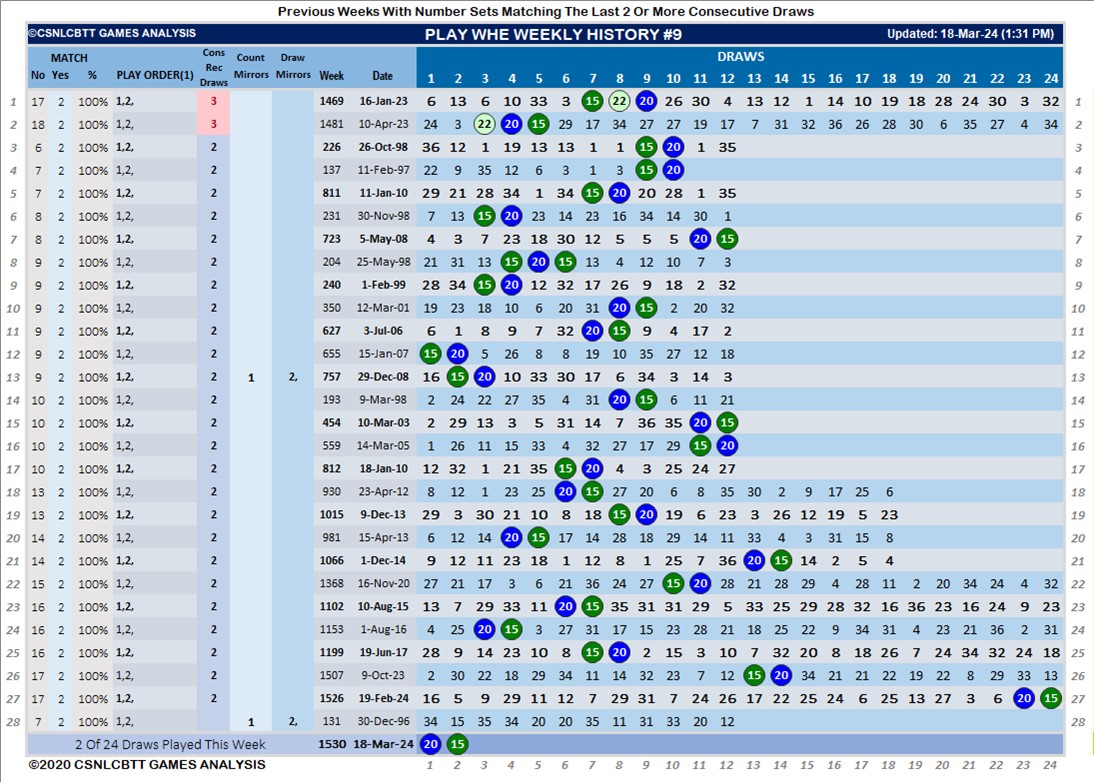 Previous Weeks With Number Sets Matching The Last 2 Or More Consecutive Draws
©CSNLCBTT GAMES ANALYSIS PLAY WHE WEEKLY HISTORY #9 Updated: 18-Mar-24 (1:31 PM)
MATCH Cons Rec Draws Count Mirrors Draw Mirrors DRAWS
No Yes % PLAY ORDER(1) Week Date 1 2 3 4 5 6 7 8 9 10 11 12 13 14 15 16 17 18 19 20 21 22 23 24
1 17 2 100% 1,2, 3 1469 16-Jan-23 6 13 6 10 33 3 15 22 20 26 30 4 13 12 1 14 10 19 18 28 24 30 3 32 1
2 18 2 100% 1,2, 3 1481 10-Apr-23 24 3 22 20 15 29 17 34 27 27 19 17 7 31 32 36 26 28 30 6 35 27 4 34 2
3 6 2 100% 1,2, 2 226 26-Oct-98 36 12 1 19 13 13 1 1 15 20 1 35 3
4 7 2 100% 1,2, 2 137 11-Feb-97 22 9 35 12 6 3 1 3 15 20 4
5 7 2 100% 1,2, 2 811 11-Jan-10 29 21 28 34 1 34 15 20 20 28 1 35 5
6 8 2 100% 1,2, 2 231 30-Nov-98 7 13 15 20 23 14 23 16 34 14 30 1 6
7 8 2 100% 1,2, 2 723 5-May-08 4 3 7 23 18 30 12 5 5 5 20 15 7
8 9 2 100% 1,2, 2 204 25-May-98 21 31 13 15 20 15 13 4 12 10 7 3 8
9 9 2 100% 1,2, 2 240 1-Feb-99 28 34 15 20 12 32 17 26 9 18 2 32 9
10 9 2 100% 1,2, 2 350 12-Mar-01 19 23 18 10 6 20 31 20 15 2 20 32 10
11 9 2 100% 1,2, 2 627 3-Jul-06 6 1 8 9 7 32 20 15 9 4 17 2 11
12 9 2 100% 1,2, 2 655 15-Jan-07 15 20 5 26 8 8 19 10 35 27 12 18 12
13 9 2 100% 1,2, 2 1 2, 757 29-Dec-08 16 15 20 10 33 30 17 6 34 3 14 3 13
14 10 2 100% 1,2, 2 193 9-Mar-98 2 24 22 27 35 4 31 20 15 6 11 21 14
15 10 2 100% 1,2, 2 454 10-Mar-03 2 29 13 3 5 31 14 7 36 35 20 15 15
16 10 2 100% 1,2, 2 559 14-Mar-05 1 26 11 15 33 4 32 27 17 29 15 20 16
17 10 2 100% 1,2, 2 812 18-Jan-10 12 32 1 21 35 15 20 4 3 25 24 27 17
18 13 2 100% 1,2, 2 930 23-Apr-12 8 12 1 23 25 20 15 27 20 6 8 35 30 2 9 17 25 6 18
19 13 2 100% 1,2, 2 1015 9-Dec-13 29 3 30 21 10 8 18 15 20 19 6 23 3 26 12 19 5 23 19
20 14 2 100% 1,2, 2 981 15-Apr-13 6 12 14 20 15 17 14 28 18 29 14 11 33 4 3 31 15 8 20
21 14 2 100% 1,2, 2 1066 1-Dec-14 9 12 11 23 18 1 12 8 1 25 7 36 20 15 14 2 5 4 21
22 15 2 100% 1,2, 2 1368 16-Nov-20 27 21 17 3 6 21 36 24 27 15 20 28 21 28 29 4 28 11 2 20 34 22 4 32 22
23 16 2 100% 1,2, 2 1102 10-Aug-15 13 7 29 33 11 20 15 35 31 31 29 5 33 25 29 28 32 16 36 23 16 24 9 23 23
24 16 2 100% 1,2, 2 1153 1-Aug-16 4 25 20 15 3 27 31 17 15 23 28 21 18 25 22 9 34 31 4 23 21 36 2 31 24
25 16 2 100% 1,2, 2 1199 19-Jun-17 28 9 14 23 10 8 15 20 2 15 3 10 7 32 20 8 18 26 7 24 34 32 24 18 25
26 17 2 100% 1,2, 2 1507 9-Oct-23 2 30 22 18 29 34 11 14 32 23 7 12 15 20 34 21 21 22 19 22 8 29 33 13 26
27 17 2 100% 1,2, 2 1526 19-Feb-24 16 5 9 29 11 12 7 29 31 7 24 26 17 22 25 24 6 25 13 27 3 6 20 15 27
28 7 2 100% 1,2, 1 2, 131 30-Dec-96 34 15 35 34 20 20 35 11 31 33 20 12 28
2 Of 24 Draws Played This Week 1530 18-Mar-24 20 15
©2020 CSNLCBTT GAMES ANALYSIS 1 2 3 4 5 6 7 8 9 10 11 12 13 14 15 16 17 18 19 20 21 22 23 24